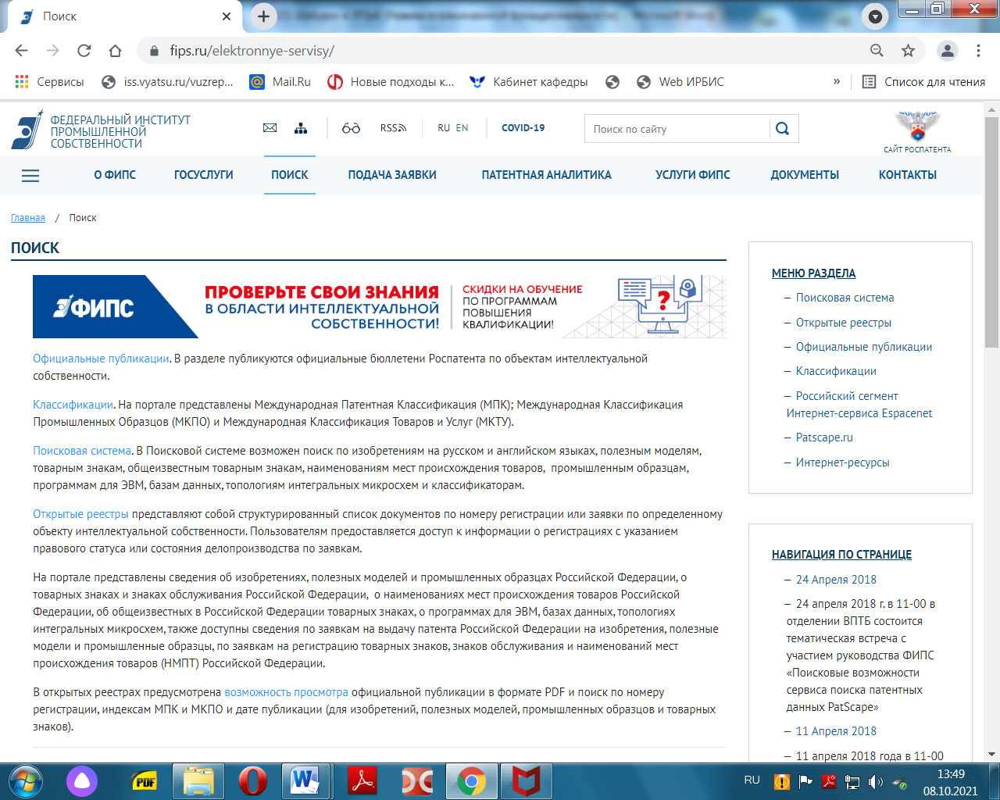 Поиск
fips.ru/elektronnye-servisy/
Сервисы
iss.vyatsu.ru/vuzrep...
Mail.Ru
Новые подходы к...
Кабинет кафедры
Web ИРБИС
»
Список для чтения
ФЕДЕРАЛЬНЫЙ ИНСТИТУТ
ПРОМЫШЛЕННОЙ
СОБСТВЕННОСТИ
RSS
RU EN
COVID-19
Поиск по сайту
САЙТ РОСПАТЕНТА
О ФИПС
ГОСУСЛУГИ
ПОИСК
ПОДАЧА ЗАЯВКИ
ПАТЕНТНАЯ АНАЛИТИКА
УСЛУГИ ФИПС
ДОКУМЕНТЫ
КОНТАКТЫ
Главная / Поиск
ПОИСК
ФИПС
ПРОВЕРЬТЕ СВОИ ЗНАНИЯ
В ОБЛАСТИ ИНТЕЛЛЕКТУАЛЬНОЙ
СОБСТВЕННОСТИ!
СКИДКИ НА ОБУЧЕНИЕ
ПО ПРОГРАММАМ
ПОВЫШЕНИЯ
КВАЛИФИКАЦИИ!
?
Официальные публикации. В разделе публикуются официальные бюллетени Роспатента по объектам интеллектуальной
собственности.
Классификации. На портале представлены Международная Патентная Классификация (МПК); Международная Классификация
Промышленных Образцов (МКПО) и Международная Классификация Товаров и Услуг (МКТУ).
Поисковая система. В Поисковой системе возможен поиск по изобретениям на русском и английском языках, полезным моделям,
товарным знакам, общеизвестным товарным знакам, наименованиям мест происхождения товаров, промышленным образцам,
программам для ЭВМ, базам данных, топологиям интегральных микросхем и классификаторам.
Открытые реестры представляют собой структурированный список документов по номеру регистрации или заявки по определенному
объекту интеллектуальной собственности. Пользователям предоставляется доступ к информации о регистрациях с указанием
правового статуса или состояния делопроизводства по заявкам.
На портале представлены сведения об изобретениях, полезных моделей и промышленных образцах Российской Федерации, о
товарных знаках и знаках обслуживания Российской Федерации, о наименованиях мест происхождения товаров Российской
Федерации, об общеизвестных в Российской Федерации товарных знаках, о программах для ЭВМ, базах данных, топологиях
интегральных микросхем, также доступны сведения по заявкам на выдачу патента Российской Федерации на изобретения, полезные
модели и промышленные образцы, по заявкам на регистрацию товарных знаков, знаков обслуживания и наименований мест
происхождения товаров (НМПТ) Российской Федерации.
В открытых реестрах предусмотрена возможность просмотра официальной публикации в формате PDF и поиск по номеру
регистрации, индексам МПК и МКПО и дате публикации (для изобретений, полезных моделей, промышленных образцов и товарных
знаков).
МЕНЮ РАЗДЕЛА
— Поисковая система
— Открытые реестры
— Официальные публикации
— Классификации
— Российский сегмент
Интернет-сервиса Espacenet
— Patscape.ru
— Интернет-ресурсы
НАВИГАЦИЯ ПО СТРАНИЦЕ
— 24 Апреля 2018
— 24 апреля 2018 г. в 11-00 в
отделении ВПТБ состоится
тематическая встреча с
участием руководства ФИПС
«Поисковые возможности
сервиса поиска патентных
данных PatScape»
— 11 Апреля 2018
— 11 апреля 2018 года в 11-00
PDF
RU
13:49
08.10.2021